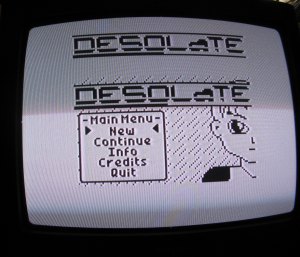 DESOLATE
DESOLATE
-Main Menu-
New
Continue
Info
Credits
Quit